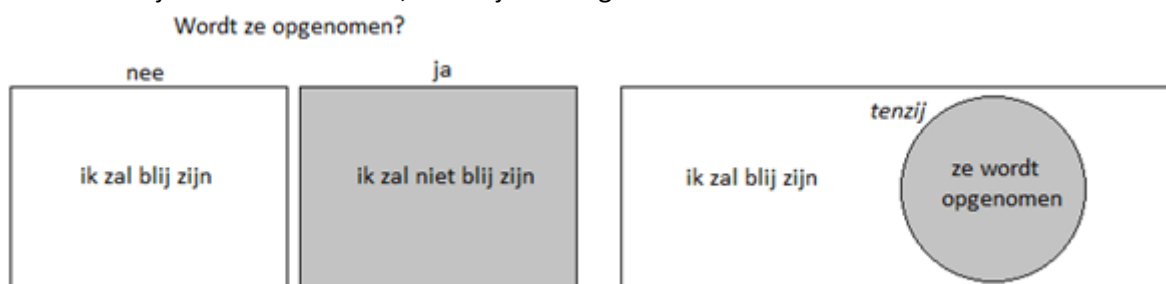 Wordt ze opgenomen?
nee
ja
ik zal blij zijn
ik zal niet blij zijn
tenzij
ik zal blij zijn
ze wordt
opgenomen